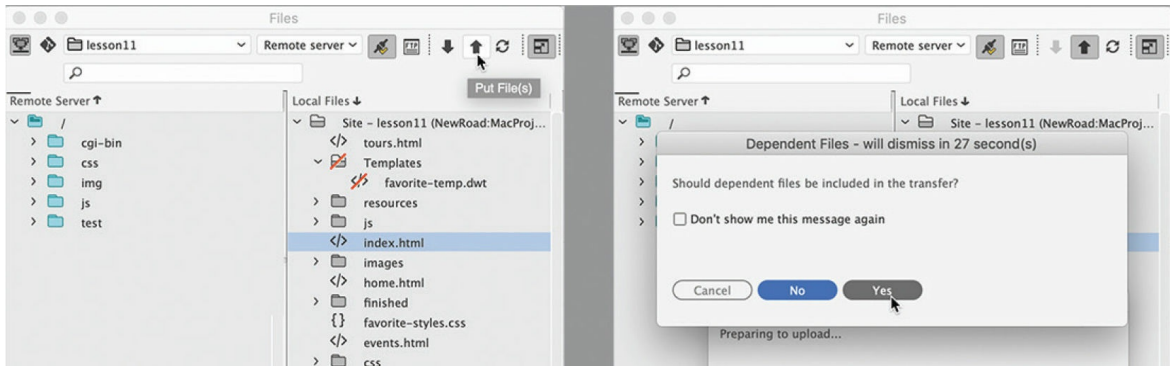 Files
lesson11
Remote server
Put File(s)
Remote Server
Local Files
/
cgi-bin
css
img
js
test
Site – lesson11 (NewRoad:MacProj...
tours.html
Templates
favorite-temp.dwt
resources
js
index.html
images
home.html
finished
favorite-styles.css
events.html
css
Files
lesson11
Remote server
Remote Server
Local Files
/
Site – lesson11 (NewRoad:MacProj...
Dependent Files - will dismiss in 27 second(s)
Should dependent files be included in the transfer?
Don't show me this message again
Cancel
No
Yes
Preparing to upload...